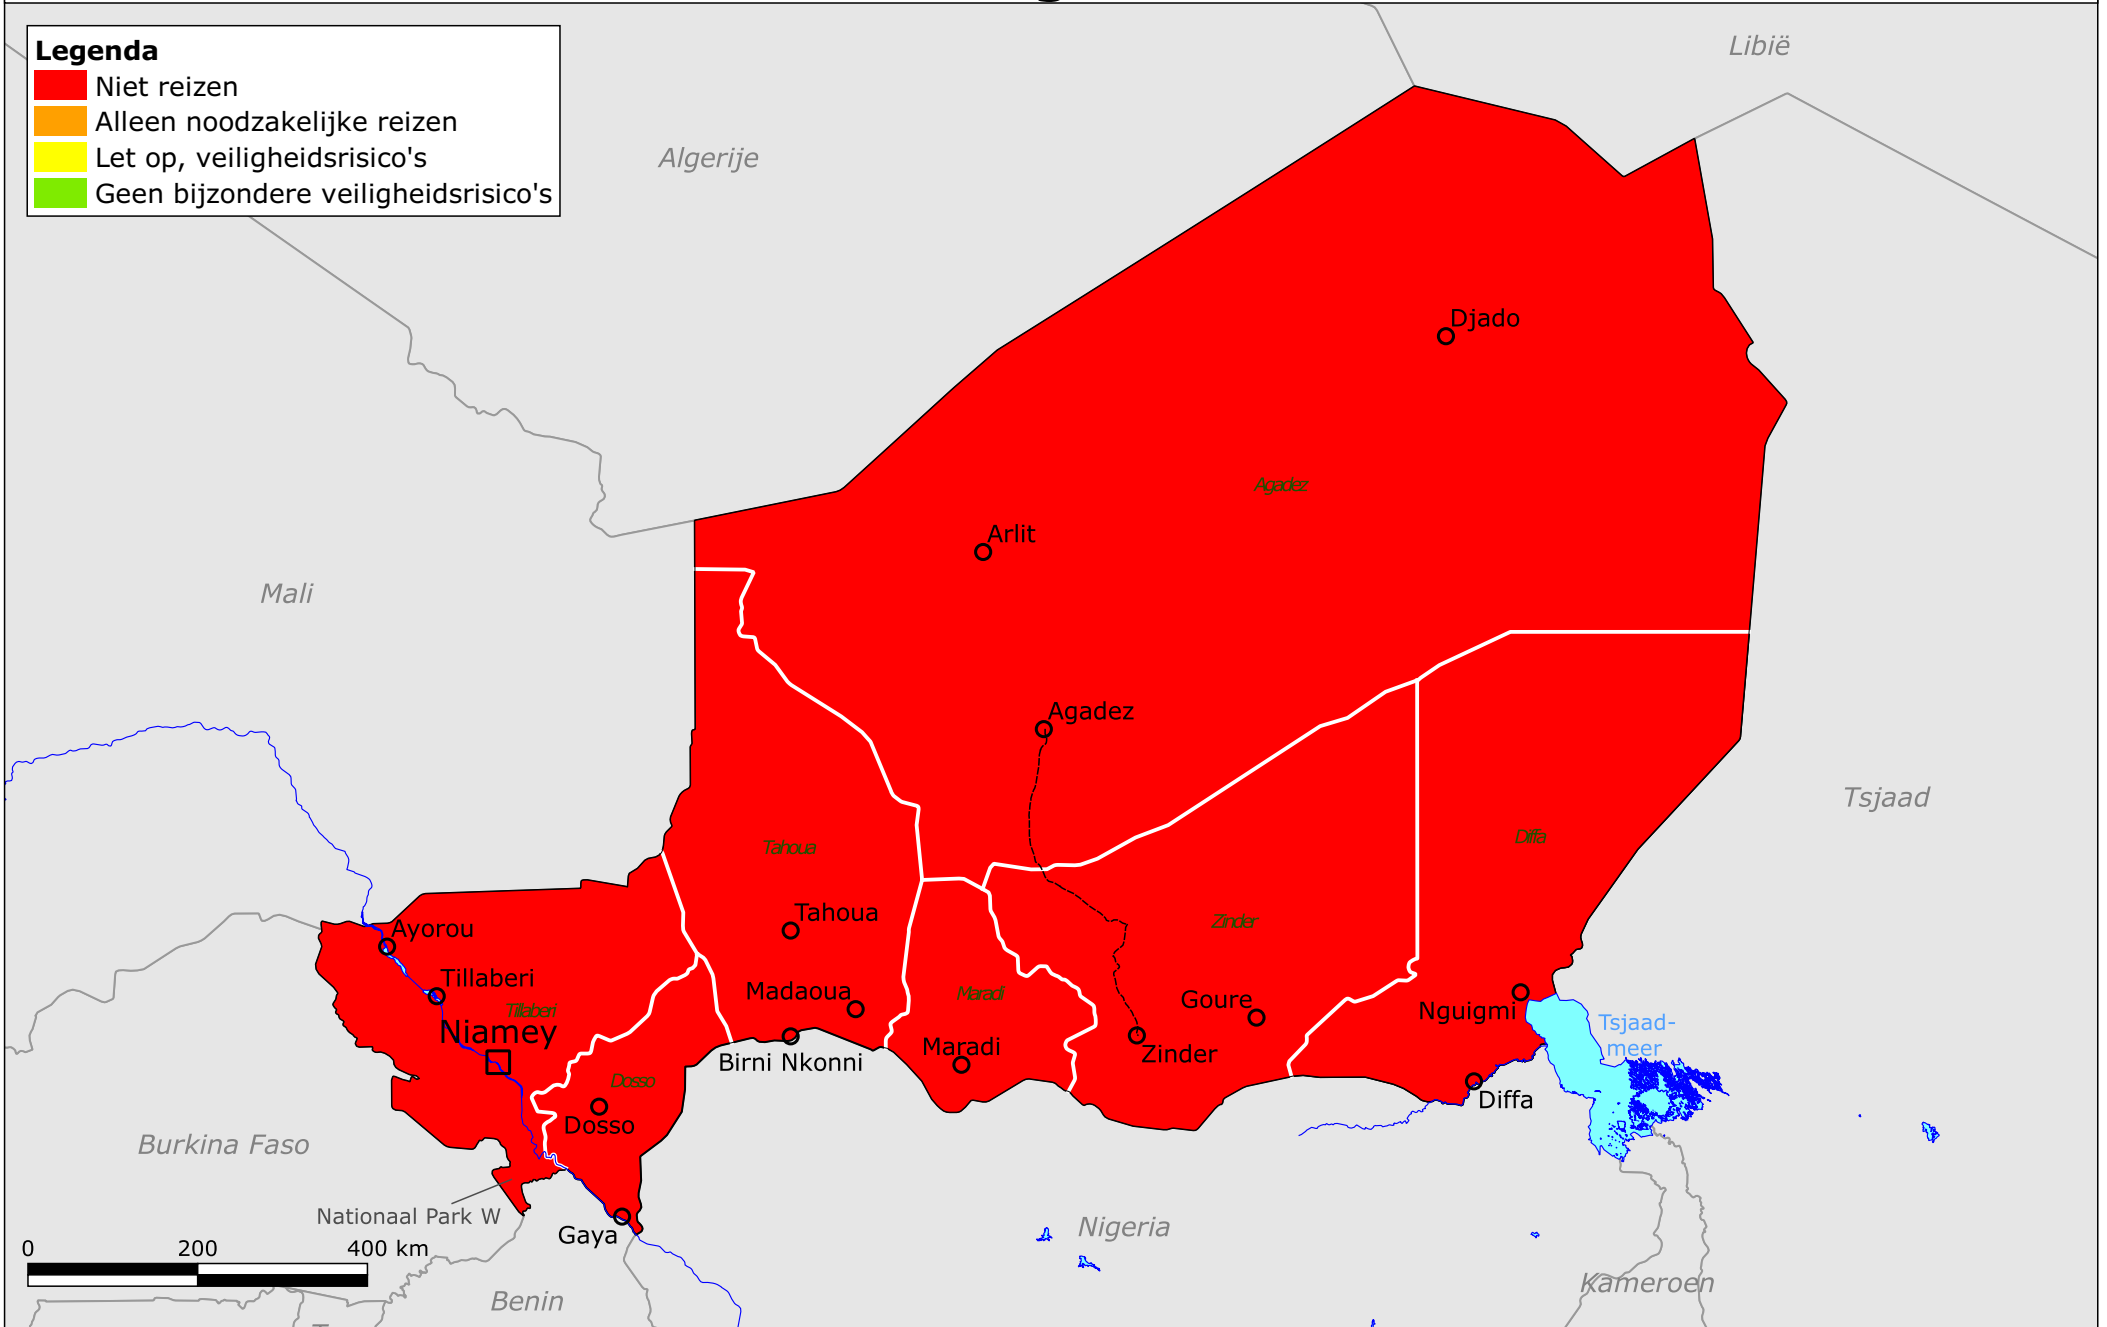 Legenda
Niet reizen
Alleen noodzakelijke reizen
Let op, veiligheidsrisico's
Geen bijzondere veiligheidsrisico's
Libië
Algerije
Djado
Agadez
Arlit
Mali
Agadez
Tsjaad
Diffa
Tahoua
Tahoua
Zinder
Ayorou
Tillaberi
Tillaberi
Madaoua
Maradi
Goure
Nguigmi
Tsjaad-
meer
Niamey
Birni Nkonni
Maradi
Zinder
Dosso
Dosso
Diffa
Burkina Faso
Nationaal Park W
Gaya
Nigeria
0 200 400 km
Kameroen
Benin